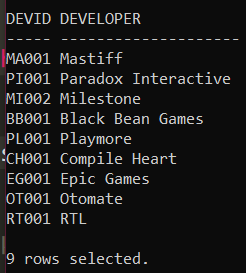 DEVID DEVELOPER
----- --------------------
MA001 Mastiff
PI001 Paradox Interactive
MI002 Milestone
BB001 Black Bean Games
PL001 Playmore
CH001 Compile Heart
EG001 Epic Games
OT001 Otomate
RT001 RTL
9 rows selected.